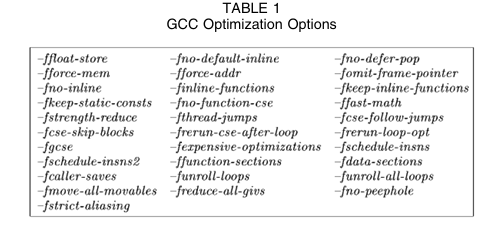 TABLE 1
GCC Optimization Options
–ffloat-store –fno-default-inline –fno-defer-pop
–fforce-mem –fforce-addr –fomit-frame-pointer
–fno-inline –finline-functions –fkeep-inline-functions
–fkeep-static-consts –fno-function-cse –ffast-math
–fstrength-reduce –fthread-jumps –fcse-follow-jumps
–fcse-skip-blocks –frerun-cse-after-loop –frerun-loop-opt
–fgcse –fexpensive-optimizations –fschedule-insns
–fschedule-insns2 –ffunction-sections –fdata-sections
–fcaller-saves –funroll-loops –funroll-all-loops
–fmove-all-movables –freduce-all-givs –fno-peephole
–fstrict-aliasing